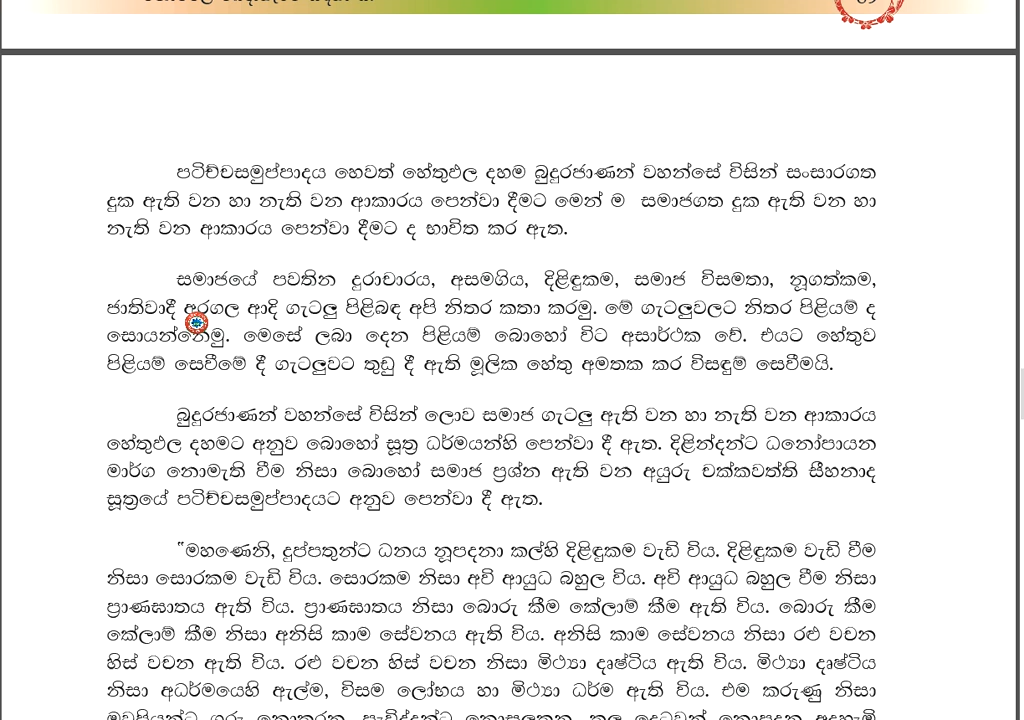 පටිච්චසමුප්පාදය හෙවත් හේතුඵල දහම බුදුරජාණන් වහන්සේ විසින් සංසාරගත
දුක ඇති වන හා නැති වන ආකාරය පෙන්වා දීමට මෙන් ම සමාජගත දුක ඇති වන හා
නැති වන ආකාරය පෙන්වා දීමට ද භාවිත කර ඇත.
සමාජයේ පවතින දුරාචාරය, අසමගිය, දිළිඳුකම, සමාජ විසමතා, නූගත්කම,
ජාතිවාදී අරගල ආදි ගැටලු පිළිබඳ අපි නිතර කතා කරමු. මේ ගැටලුවලට නිතර පිළියම් ද
සොයන්නෙමු. මෙසේ ලබා දෙන පිළියම් බොහෝ විට අසාර්ථක වේ. එයට හේතුව
පිළියම් සෙවීමේ දී ගැටලුවට තුඩු දී ඇති මූලික හේතු අමතක කර විසඳුම් සෙවීමයි.
බුදුරජාණන් වහන්සේ විසින් ලොව සමාජ ගැටලු ඇති වන හා නැති වන ආකාරය
හේතුඵල දහමට අනුව බොහෝ සූත්‍ර ධර්මයන්හි පෙන්වා දී ඇත. දිළින්දන්ට ධනෝපායන
මාර්ග නොමැති වීම නිසා බොහෝ සමාජ ප්‍රශ්න ඇති වන අයුරු චක්කවත්ති සීහනාද
සූත්‍රයේ පටිච්චසමුප්පාදයට අනුව පෙන්වා දී ඇත.
“මහණෙනි, දුප්පතුන්ට ධනය නූපදනා කල්හි දිළිඳුකම වැඩි විය. දිළිඳුකම වැඩි වීම
නිසා සොරකම වැඩි විය. සොරකම නිසා අවි ආයුධ බහුල විය. අවි ආයුධ බහුල වීම නිසා
ප්‍රාණඝාතය ඇති විය. ප්‍රාණඝාතය නිසා බොරු කීම කේලාම් කීම ඇති විය. බොරු කීම
කේලාම් කීම නිසා අනිසි කාම සේවනය ඇති විය. අනිසි කාම සේවනය නිසා රළු වචන
හිස් වචන ඇති විය. රළු වචන හිස් වචන නිසා මිථ්‍යා දෘෂ්ටිය ඇති විය. මිථ්‍යා දෘෂ්ටිය
නිසා අධර්මයෙහි ඇල්ම, විසම ලෝභය හා මිථ්‍යා ධර්ම ඇති විය. එම කරුණු නිසා